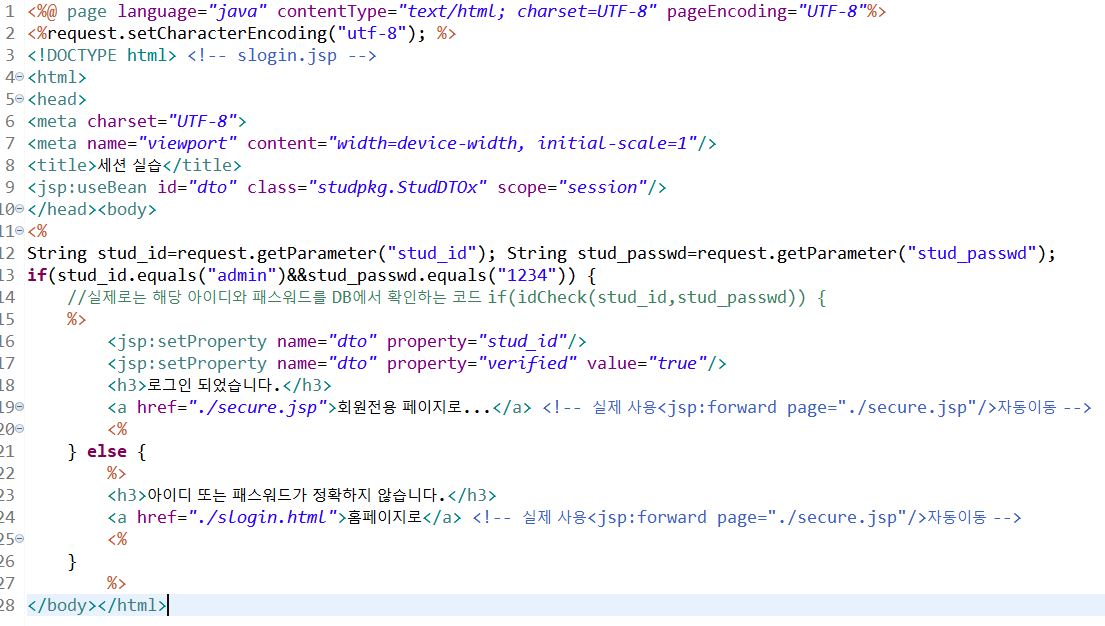 1 <%@ page language="java" contentType="text/html; charset=UTF-8" pageEncoding="UTF-8"%>
2 <%request.setCharacterEncoding("utf-8"); %>
3 <!DOCTYPE html> <!-- slogin.jsp -->
4 <html>
5 <head>
6 <meta charset="UTF-8">
7 <meta name="viewport" content="width=device-width, initial-scale=1"/>
8 <title>세션 실습</title>
9 <jsp:useBean id="dto" class="studpkg.StudDTOx" scope="session"/>
10 </head><body>
11 <%
12 String stud_id=request.getParameter("stud_id"); String stud_passwd=request.getParameter("stud_passwd");
13 if(stud_id.equals("admin")&&stud_passwd.equals("1234")) {
14 //실제로는 해당 아이디와 패스워드를 DB에서 확인하는 코드 if(idCheck(stud_id,stud_passwd)) {
15 %>
16 <jsp:setProperty name="dto" property="stud_id"/>
17 <jsp:setProperty name="dto" property="verified" value="true"/>
18 <h3>로그인 되었습니다.</h3>
19 <a href="./secure.jsp">회원전용 페이지로...</a> <!-- 실제 사용<jsp:forward page="./secure.jsp"/>자동이동 -->
20 <%
21 } else {
22 %>
23 <h3>아이디 또는 패스워드가 정확하지 않습니다.</h3>
24 <a href="./slogin.html">홈페이지로</a> <!-- 실제 사용<jsp:forward page="./secure.jsp"/>자동이동 -->
25 <%
26 }
27 %>
28 </body></html>